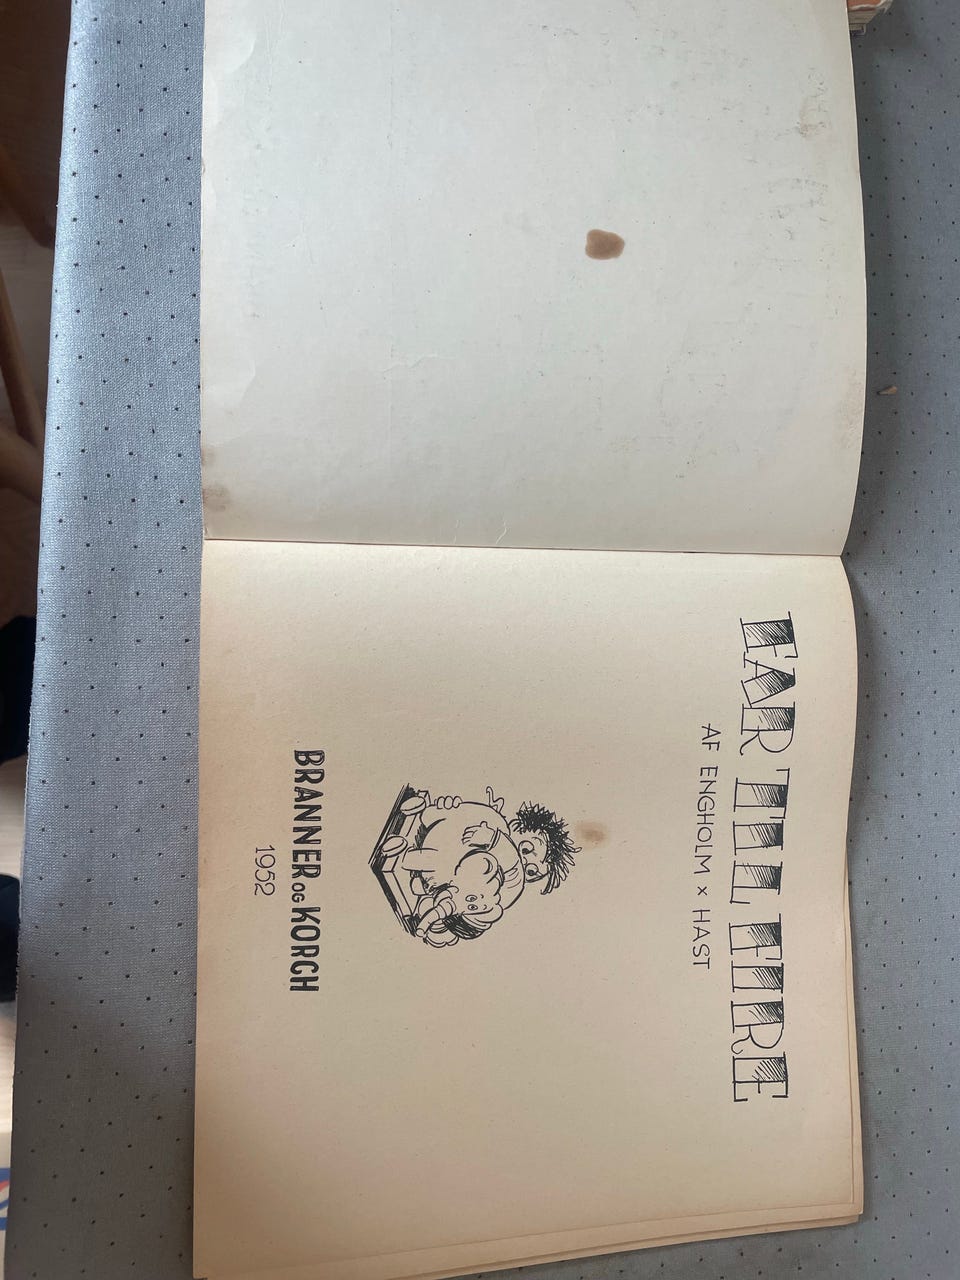 FAR TIL FIRE
AF ENGHOLM × HAST
BRANNER OG KORCH
1952